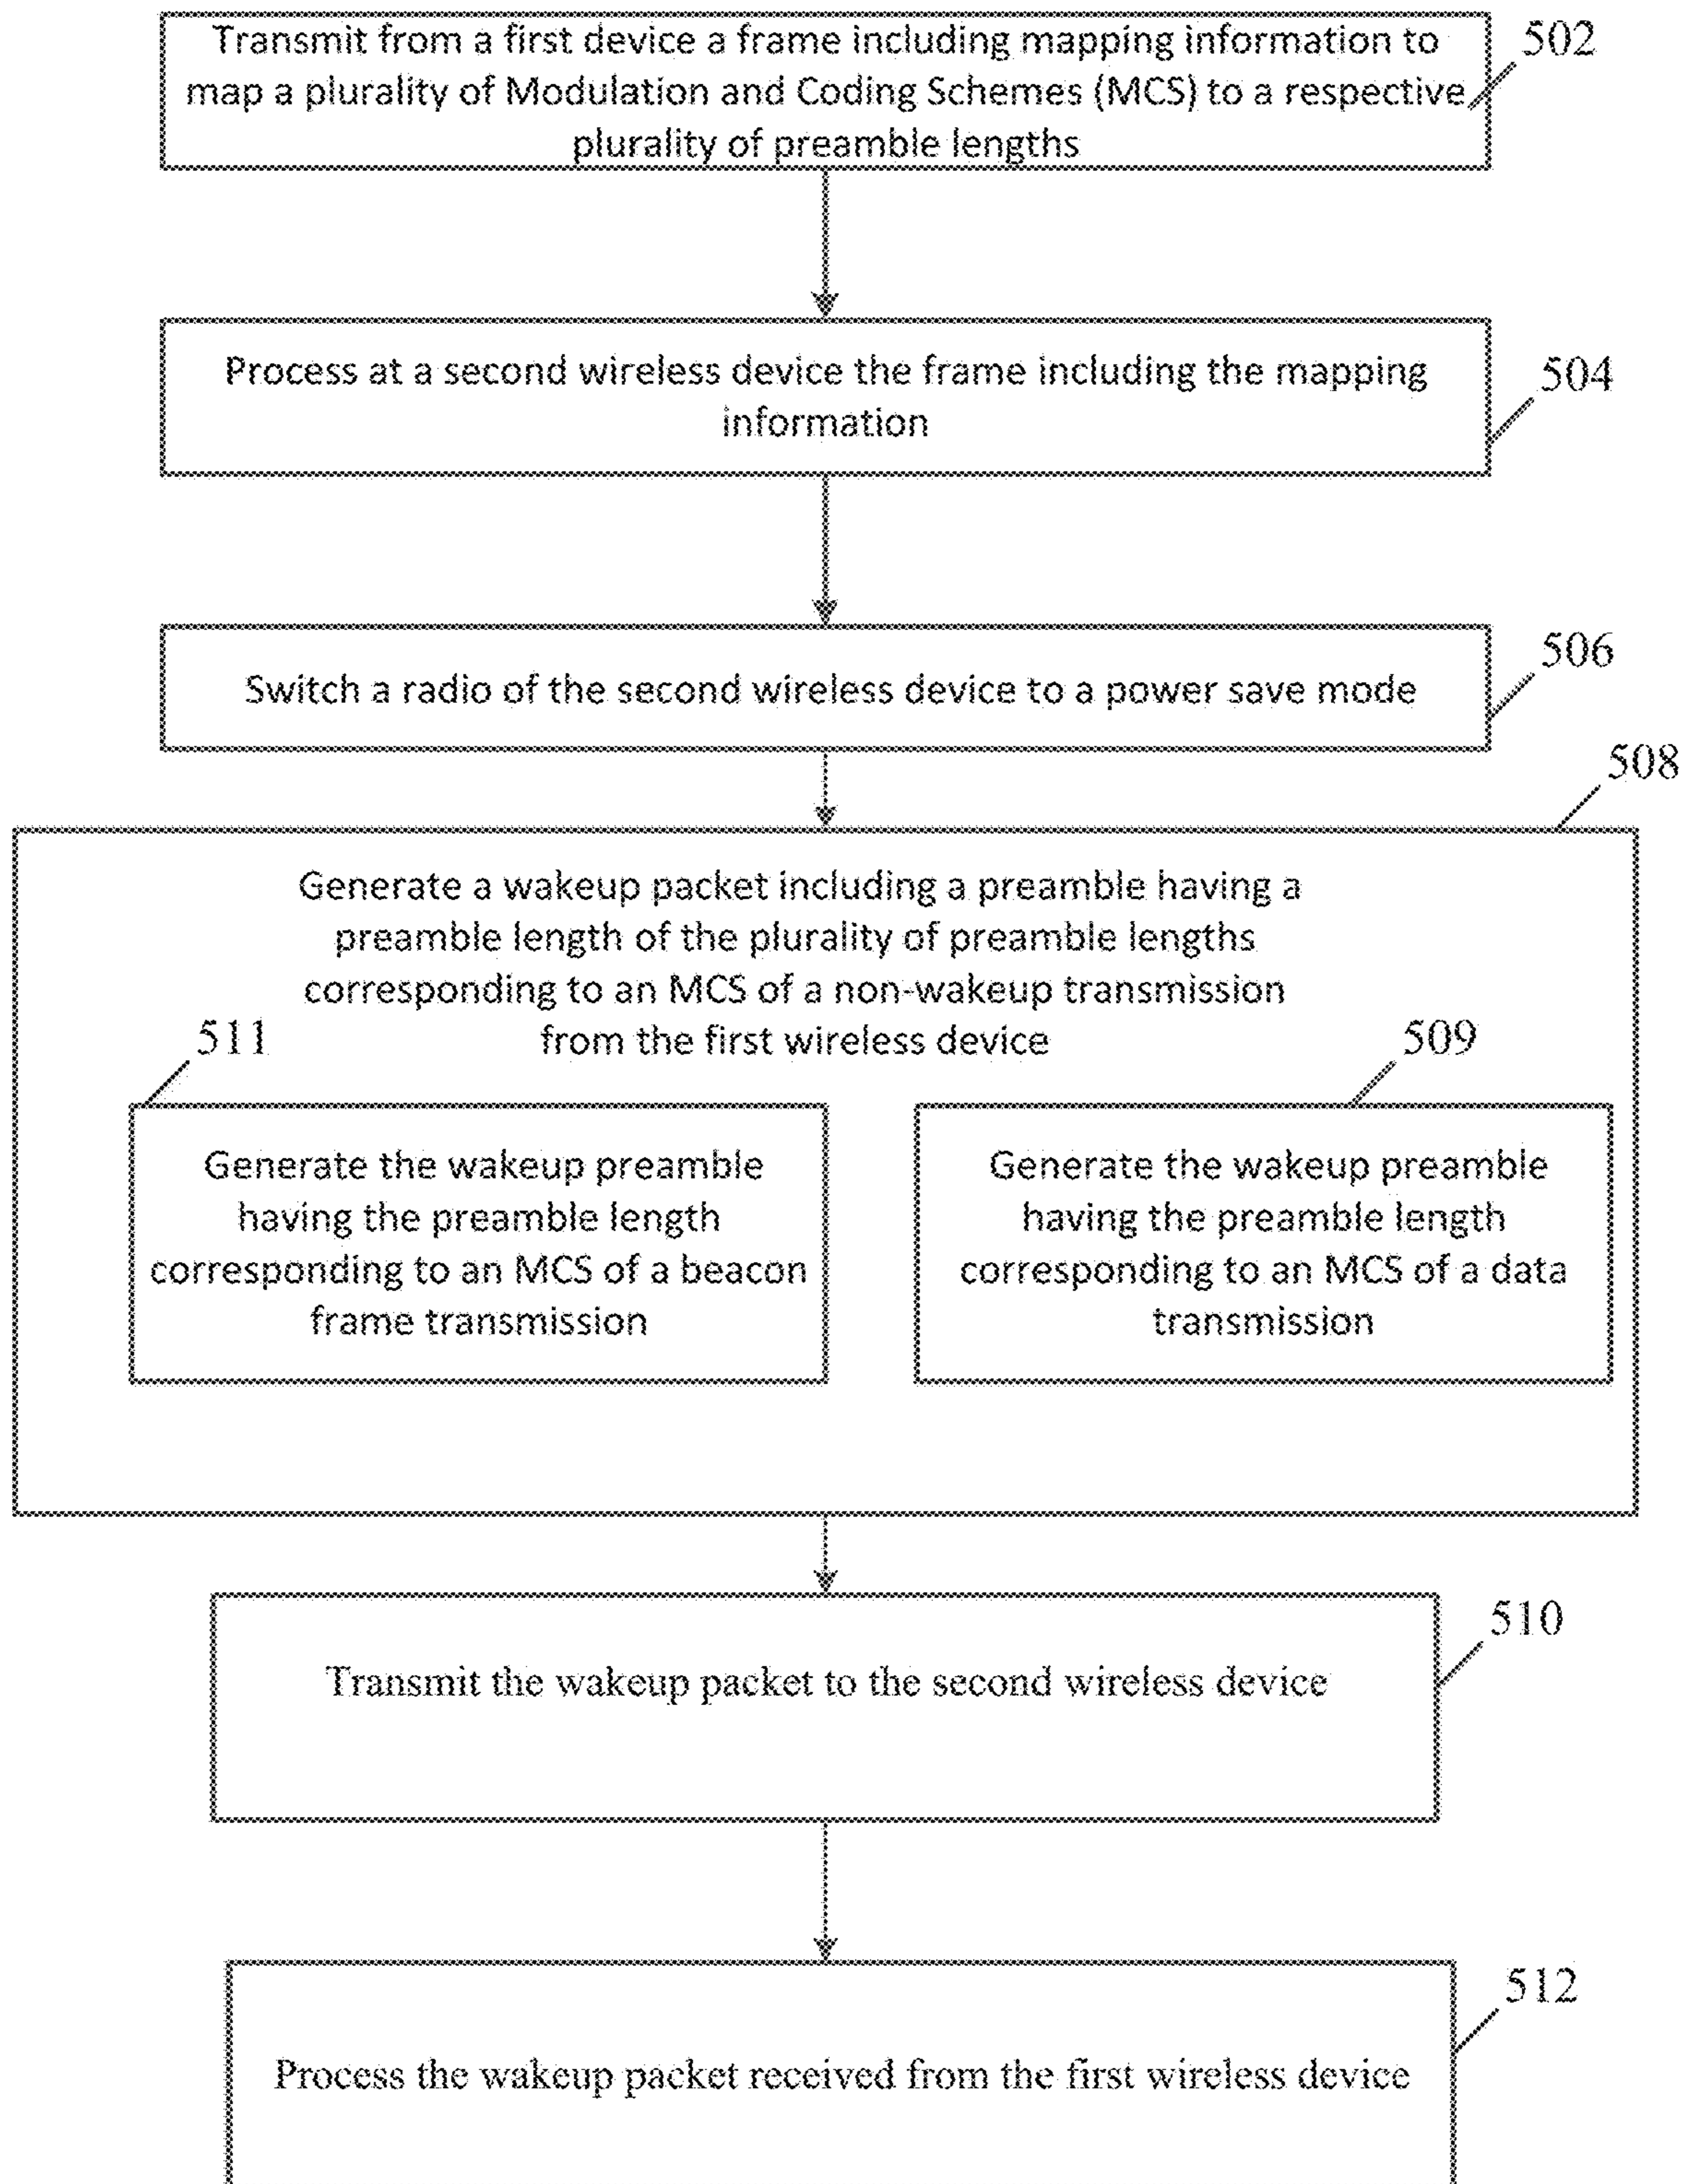 Transmit from a first device a frame including mapping information to
map a plurality of Modulation and Coding Schemes (MCS) to a respective
plurality of preamble lengths
502
Process at a second wireless device the frame including the mapping
information
504
Switch a radio of the second wireless device to a power save mode
506
508
Generate a wakeup packet including a preamble having a
preamble length of the plurality of preamble lengths
corresponding to an MCS of a non-wakeup transmission
from the first wireless device
511
Generate the wakeup preamble
having the preamble length
corresponding to an MCS of a beacon
frame transmission
509
Generate the wakeup preamble
having the preamble length
corresponding to an MCS of a data
transmission
510
Transmit the wakeup packet to the second wireless device
512
Process the wakeup packet received from the first wireless device